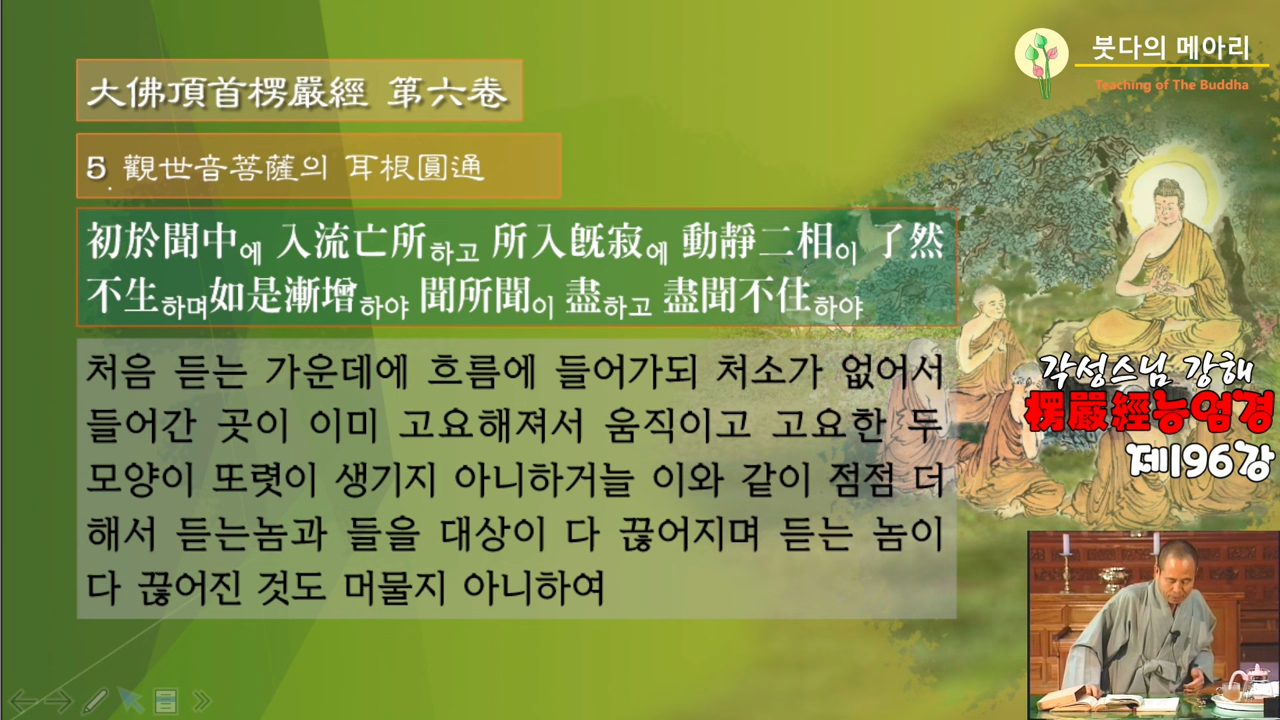 大佛頂首楞嚴經 第六卷
5. 觀世音菩薩의 耳根圓通
初於聞中에 入流亡所하고 所入旣寂에 動靜二相이 了然
不生하며如是漸增하야 聞所聞이 盡하고 盡聞不住하야
처음 듣는 가운데에 흐름에 들어가되 처소가 없어서
들어간 곳이 이미 고요해져서 움직이고 고요한 두
모양이 또렷이 생기지 아니하거늘 이와 같이 점점 더
해서 듣는놈과 들을 대상이 다 끊어지며 듣는 놈이
다 끊어진 것도 머물지 아니하여
붓다의 메아리
Teaching of The Buddha
각성스님 강해
楞嚴經능엄경
제196강